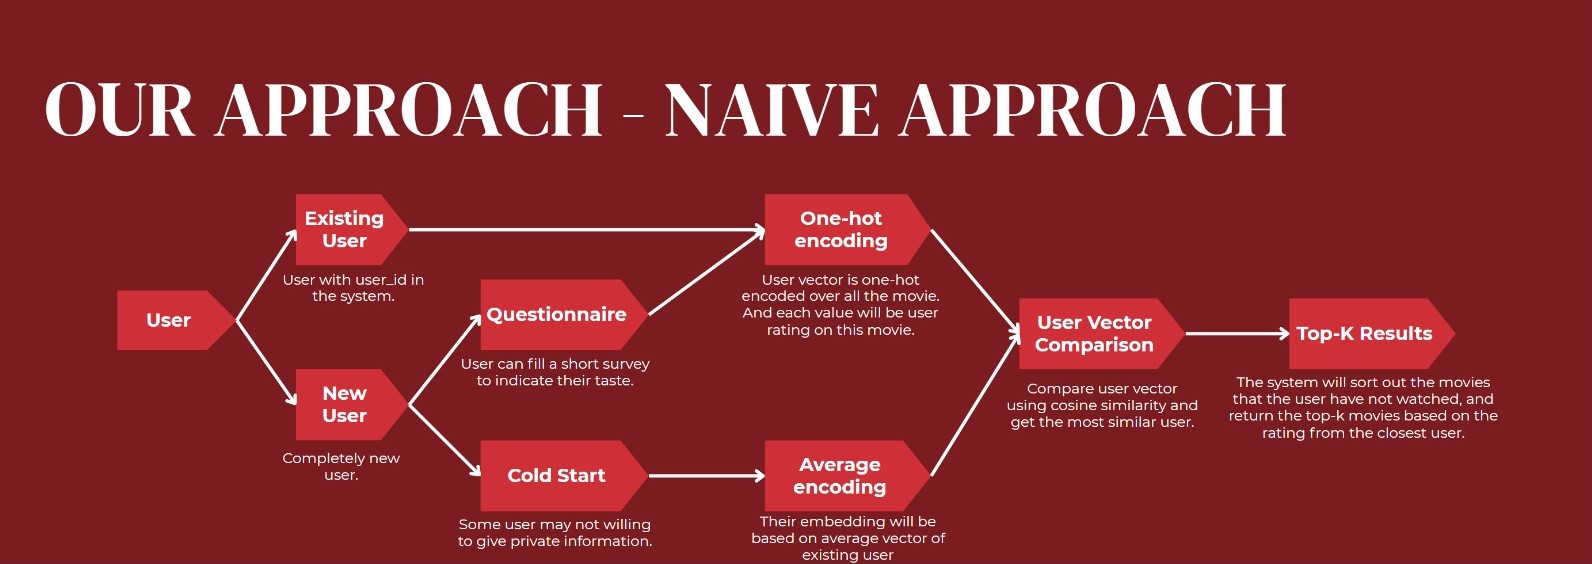 OUR APPROACH - NAIVE APPROACH
User
Existing
User
User with user_id in
the system.
New
User
Completely new
user.
Questionnaire
User can fill a short survey
to indicate their taste.
Cold Start
Some user may not willing
to give private information.
One-hot
encoding
User vector is one-hot
encoded over all the movie.
And each value will be user
rating on this movie.
Average
encoding
Their embedding will be
based on average vector of
existing user
User Vector
Comparison
Compare user vector
using cosine similarity and
get the most similar user.
Top-K Results
The system will sort out the movies
that the user have not watched, and
return the top-k movies based on the
rating from the closest user.